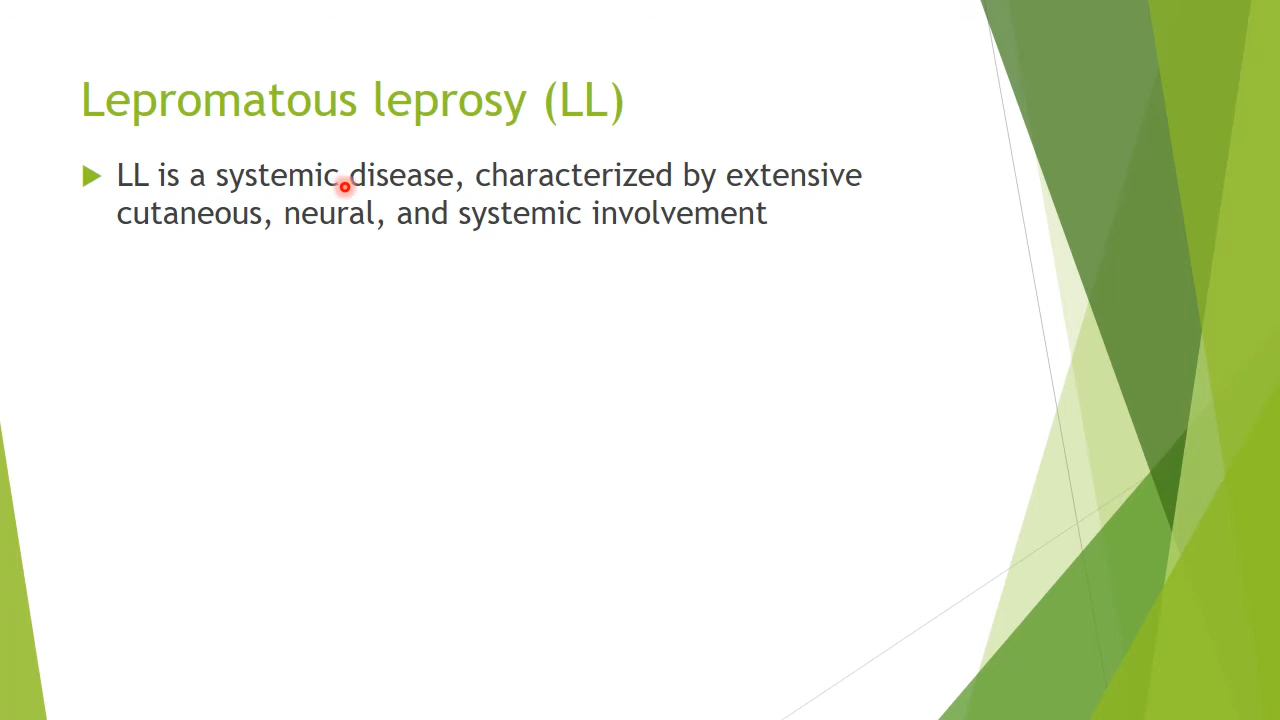 Lepromatous leprosy (LL)
LL is a systemic disease, characterized by extensive
cutaneous, neural, and systemic involvement